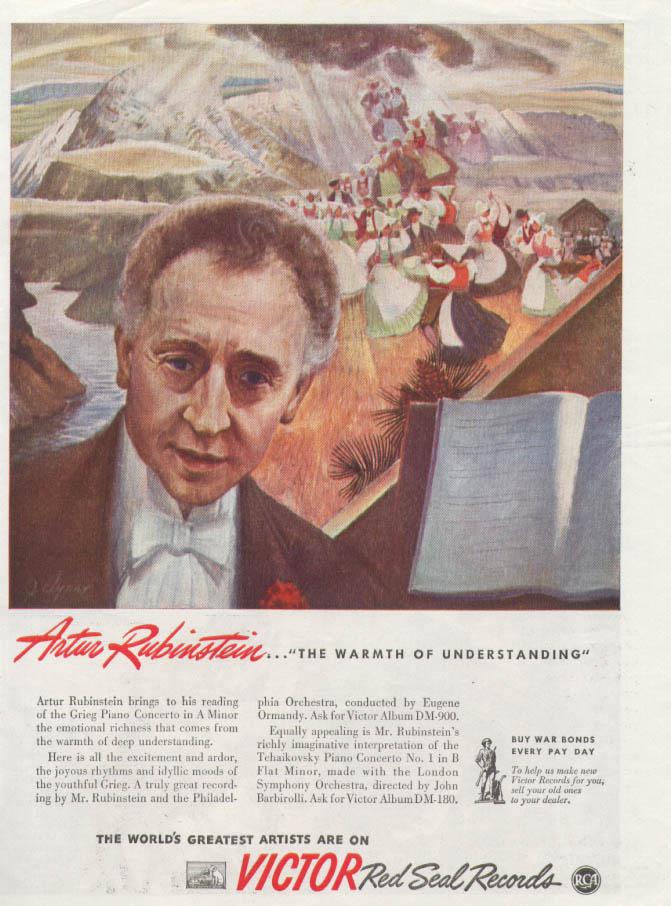 Artur Rubinstein..."THE WARMTH OF UNDERSTANDING"
Artur Rubinstein brings to his reading
of the Grieg Piano Concerto in A Minor
the emotional richness that comes from
the warmth of deep understanding.
Here is all the excitement and ardor,
the joyous rhythms and idyllic moods of
the youthful Grieg. A truly great record-
ing by Mr. Rubinstein and the Philadel-
phia Orchestra, conducted by Eugene
Ormandy. Ask for Victor Album DM-900.
Equally appealing is Mr. Rubinstein's
richly imaginative interpretation of the
Tchaikovsky Piano Concerto No. 1 in B
Flat Minor, made with the London
Symphony Orchestra, directed by John
Barbirolli. Ask for Victor Album DM-180.
BUY WAR BONDS
EVERY PAY DAY
To help us make new
Victor Records for you,
sell your old ones
to your dealer.
THE WORLD'S GREATEST ARTISTS ARE ON
VICTOR Red Seal Records
RCA